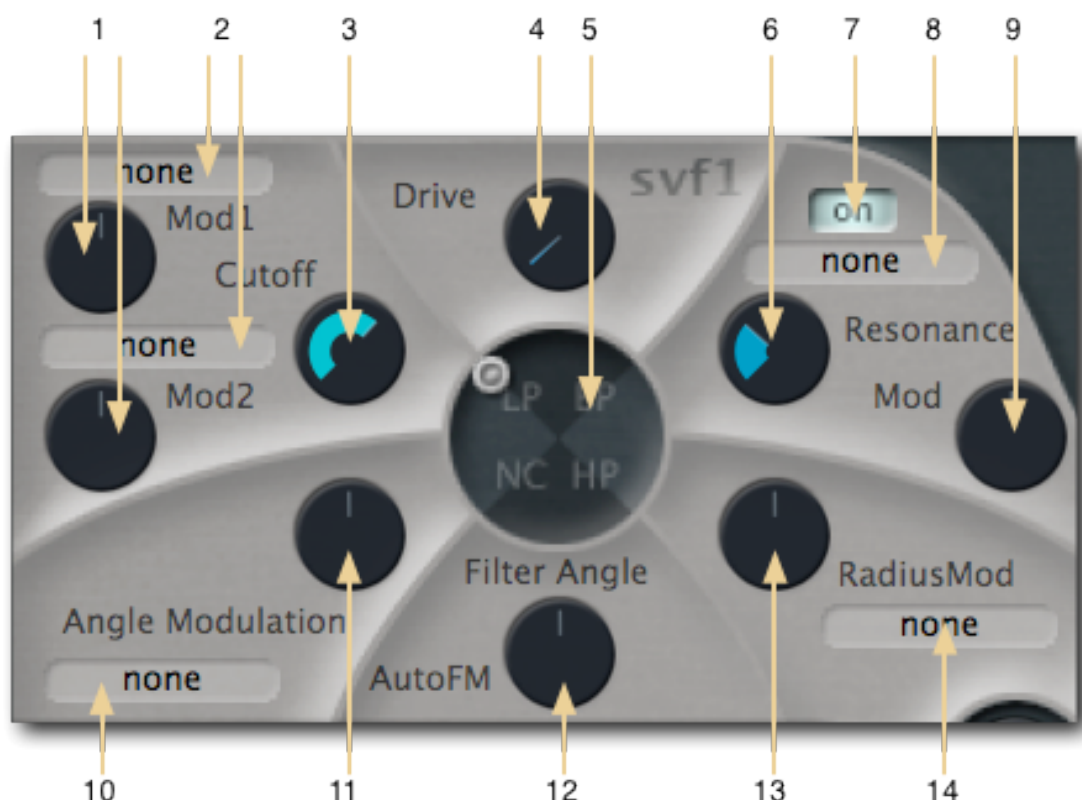 1 2 3 4 5 6 7 8 9
none
Mod1
Drive
svf1
on
none
Cutoff
none
Mod2
Resonance
Mod
LP BP
NC HP
Filter Angle
RadiusMod
none
Angle Modulation
none
AutoFM
10 11 12 13 14